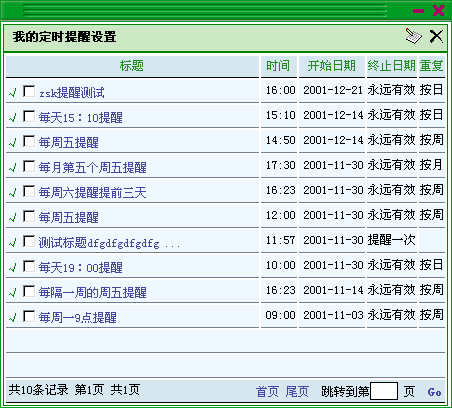 我的定时提醒设置
标题 时间 开始日期 终止日期 重复
zsk提醒测试 16:00 2001-12-21 永远有效 按日
每天15：10提醒 15:10 2001-12-14 永远有效 按日
每周五提醒 14:50 2001-12-14 永远有效 按周
每月第五个周五提醒 17:30 2001-11-30 永远有效 按月
每周六提醒提前三天 16:23 2001-11-30 永远有效 按周
每周五提醒 12:00 2001-11-30 永远有效 按周
测试标题dfgdfgdfgdfg ... 11:57 2001-11-30 提醒一次
每天19：00提醒 10:00 2001-11-30 永远有效 按日
每隔一周的周五提醒 16:23 2001-11-14 永远有效 按周
每周一9点提醒 09:00 2001-11-03 永远有效 按周
共10条记录 第1页 共1页 首页 尾页 跳转到第 页 Go